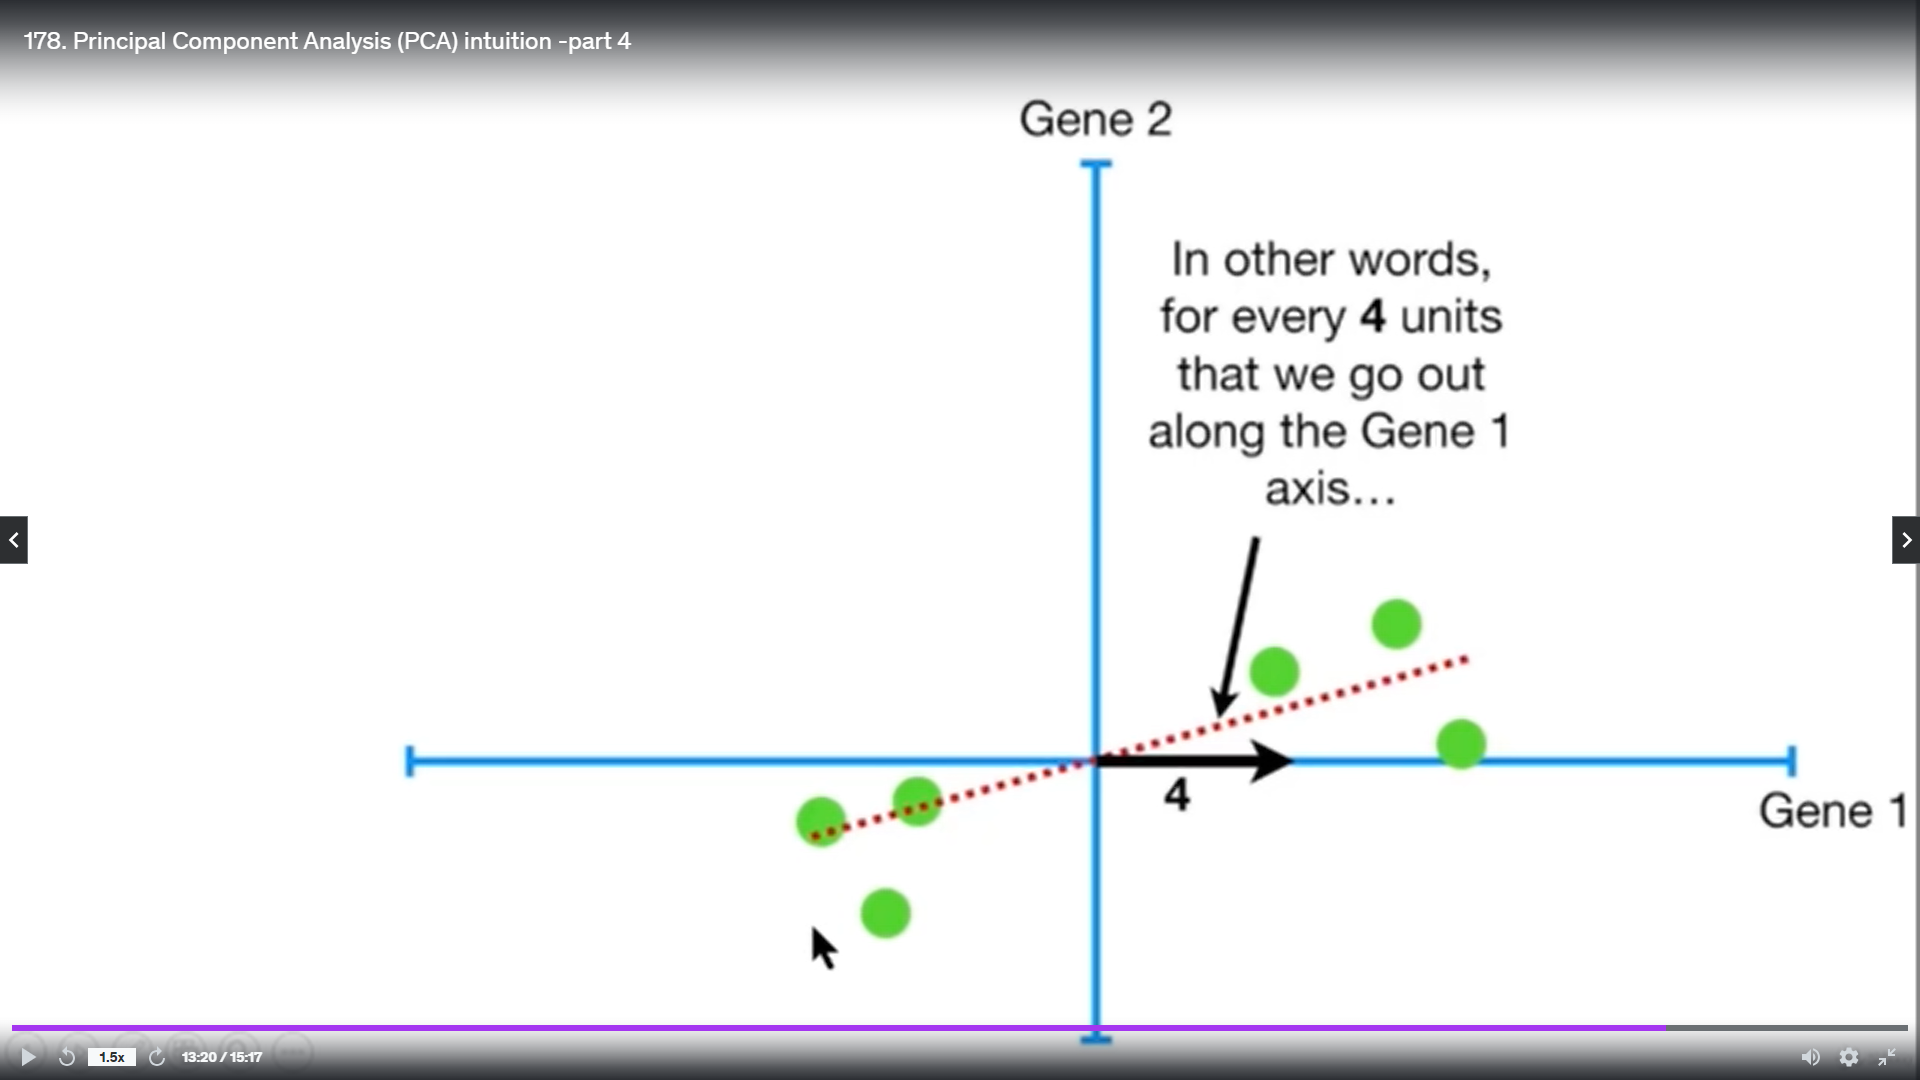 178. Principal Component Analysis (PCA) intuition -part 4
Gene 2
In other words,
for every 4 units
that we go out
along the Gene 1
axis...
4
Gene 1
1.5x
13:20 / 15:17